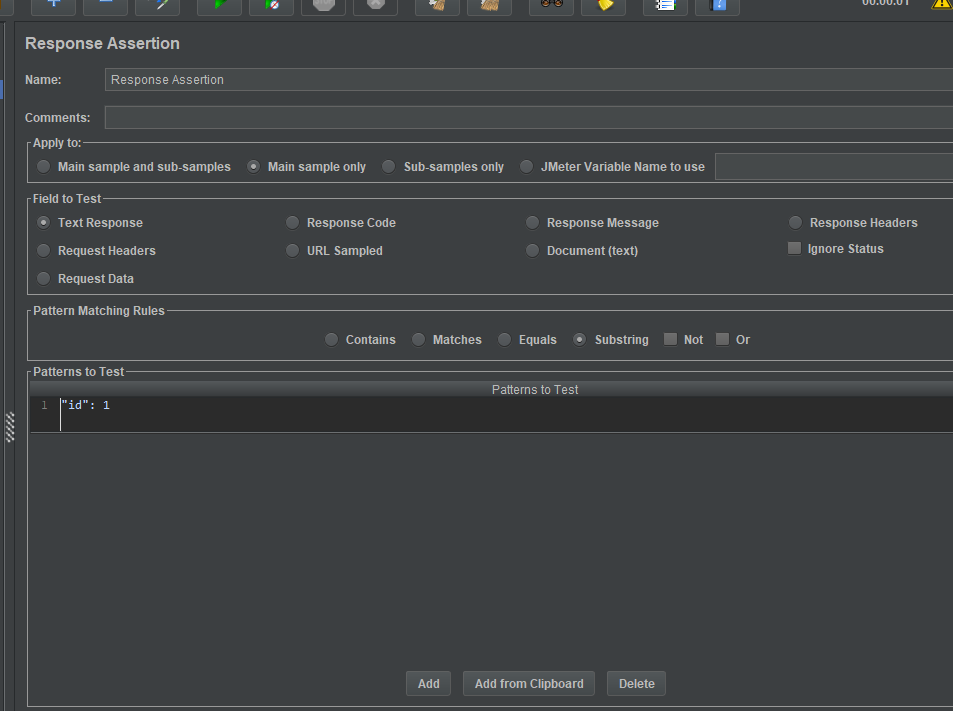 00:00:01
Response Assertion
Name: Response Assertion
Comments:
Apply to:
Main sample and sub-samples Main sample only Sub-samples only JMeter Variable Name to use
Field to Test
Text Response Response Code Response Message Response Headers
Request Headers URL Sampled Document (text) Ignore Status
Request Data
Pattern Matching Rules
Contains Matches Equals Substring Not Or
Patterns to Test
Patterns to Test
1 "id": 1
Add Add from Clipboard Delete